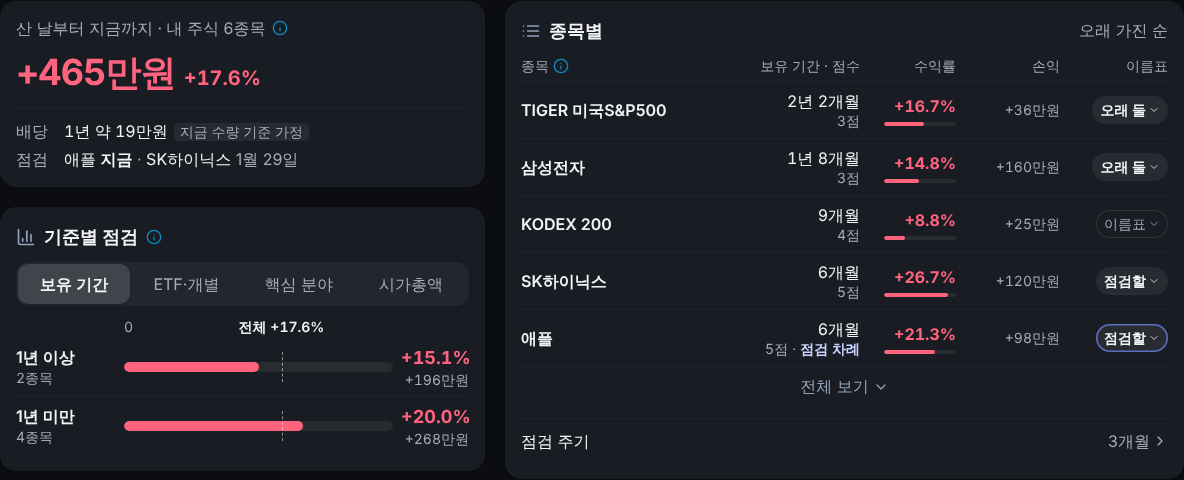 산 날부터 지금까지 · 내 주식 6종목
+465만원 +17.6%
배당 1년 약 19만원 지금 수량 기준 가정
점검 애플 지금 · SK하이닉스 1월 29일
기준별 점검
보유 기간 ETF·개별 핵심 분야 시가총액
0 전체 +17.6%
1년 이상 +15.1%
2종목 +196만원
1년 미만 +20.0%
4종목 +268만원
종목별 오래 가진 순
종목 보유 기간 · 점수 수익률 손익 이름표
TIGER 미국S&P500 2년 2개월 3점 +16.7% +36만원 오래 둘
삼성전자 1년 8개월 3점 +14.8% +160만원 오래 둘
KODEX 200 9개월 4점 +8.8% +25만원 이름표
SK하이닉스 6개월 5점 +26.7% +120만원 점검할
애플 6개월 5점 · 점검 차례 +21.3% +98만원 점검할
전체 보기
점검 주기 3개월